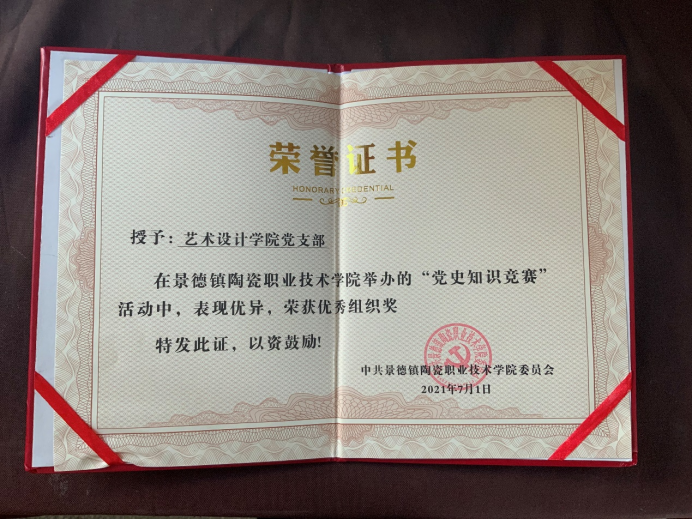 荣誉证书
HONORARY CREDENTIAL
授予：艺术设计学院党支部
在景德镇陶瓷职业技术学院举办的“党史知识竞赛”
活动中，表现优异，荣获优秀组织奖
特发此证，以资鼓励!
中共景德镇陶瓷职业技术学院委员会
2021年7月1日